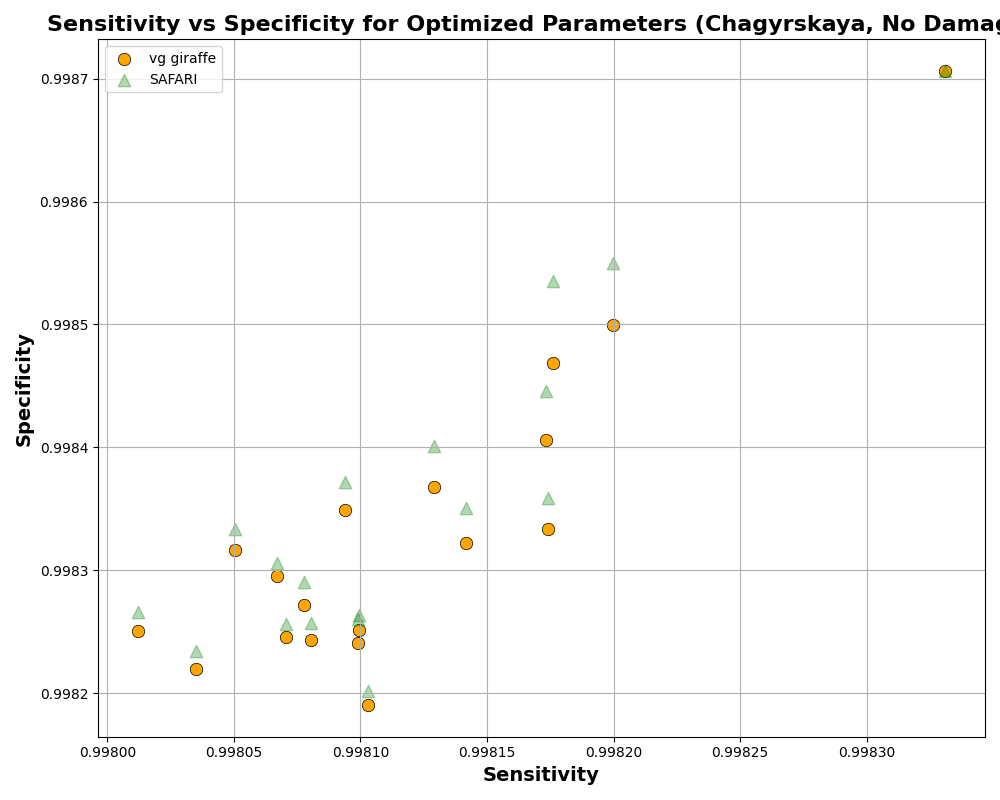 Sensitivity vs Specificity for Optimized Parameters (Chagyrskaya, No Damag
vg giraffe
SAFARI
0.9987
0.9986
0.9985
0.9984
0.9983
0.9982
Specificity
0.99800 0.99805 0.99810 0.99815 0.99820 0.99825 0.99830
Sensitivity